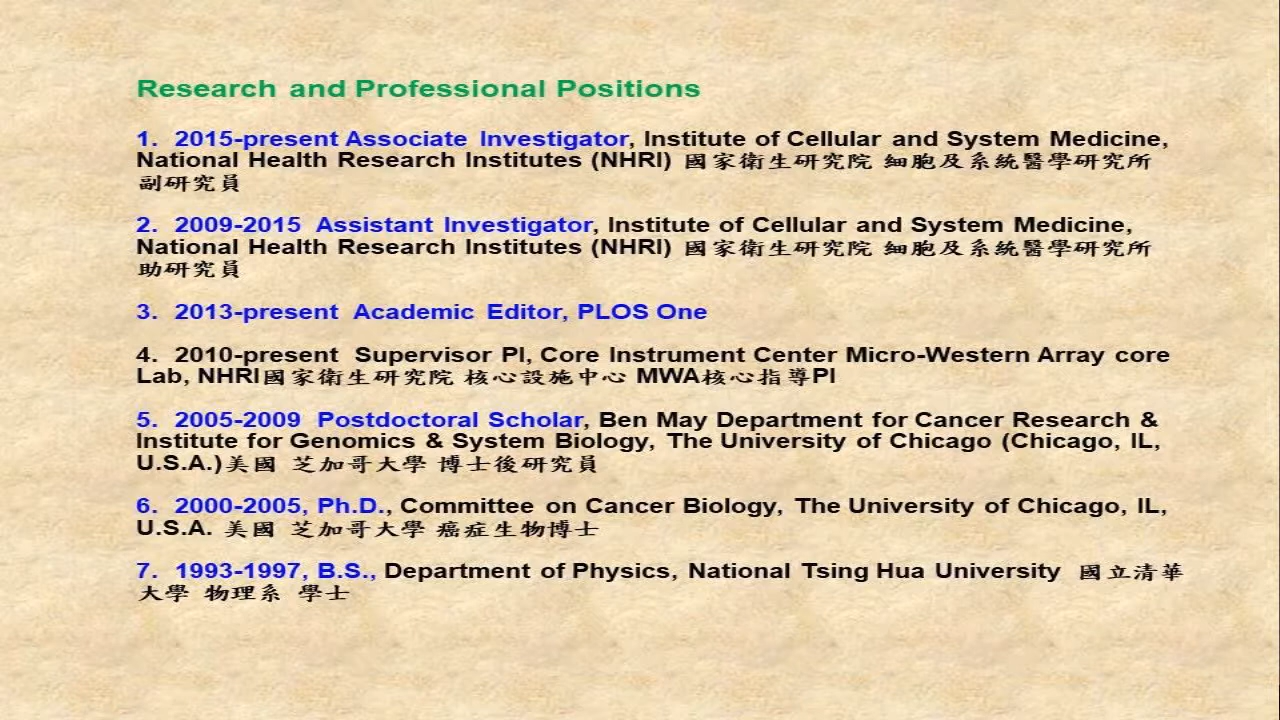 Research and Professional Positions
1. 2015-present Associate Investigator, Institute of Cellular and System Medicine,
National Health Research Institutes (NHRI) 國家衛生研究院 細胞及系統醫學研究所
副研究員
2. 2009-2015 Assistant Investigator, Institute of Cellular and System Medicine,
National Health Research Institutes (NHRI) 國家衛生研究院 細胞及系統醫學研究所
助研究員
3. 2013-present Academic Editor, PLOS One
4. 2010-present Supervisor PI, Core Instrument Center Micro-Western Array core
Lab, NHRI國家衛生研究院 核心設施中心 MWA核心指導PI
5. 2005-2009 Postdoctoral Scholar, Ben May Department for Cancer Research &
Institute for Genomics & System Biology, The University of Chicago (Chicago, IL,
U.S.A.)美國 芝加哥大學 博士後研究員
6. 2000-2005, Ph.D., Committee on Cancer Biology, The University of Chicago, IL,
U.S.A. 美國 芝加哥大學 癌症生物博士
7. 1993-1997, B.S., Department of Physics, National Tsing Hua University 國立清華
大學 物理系 學士